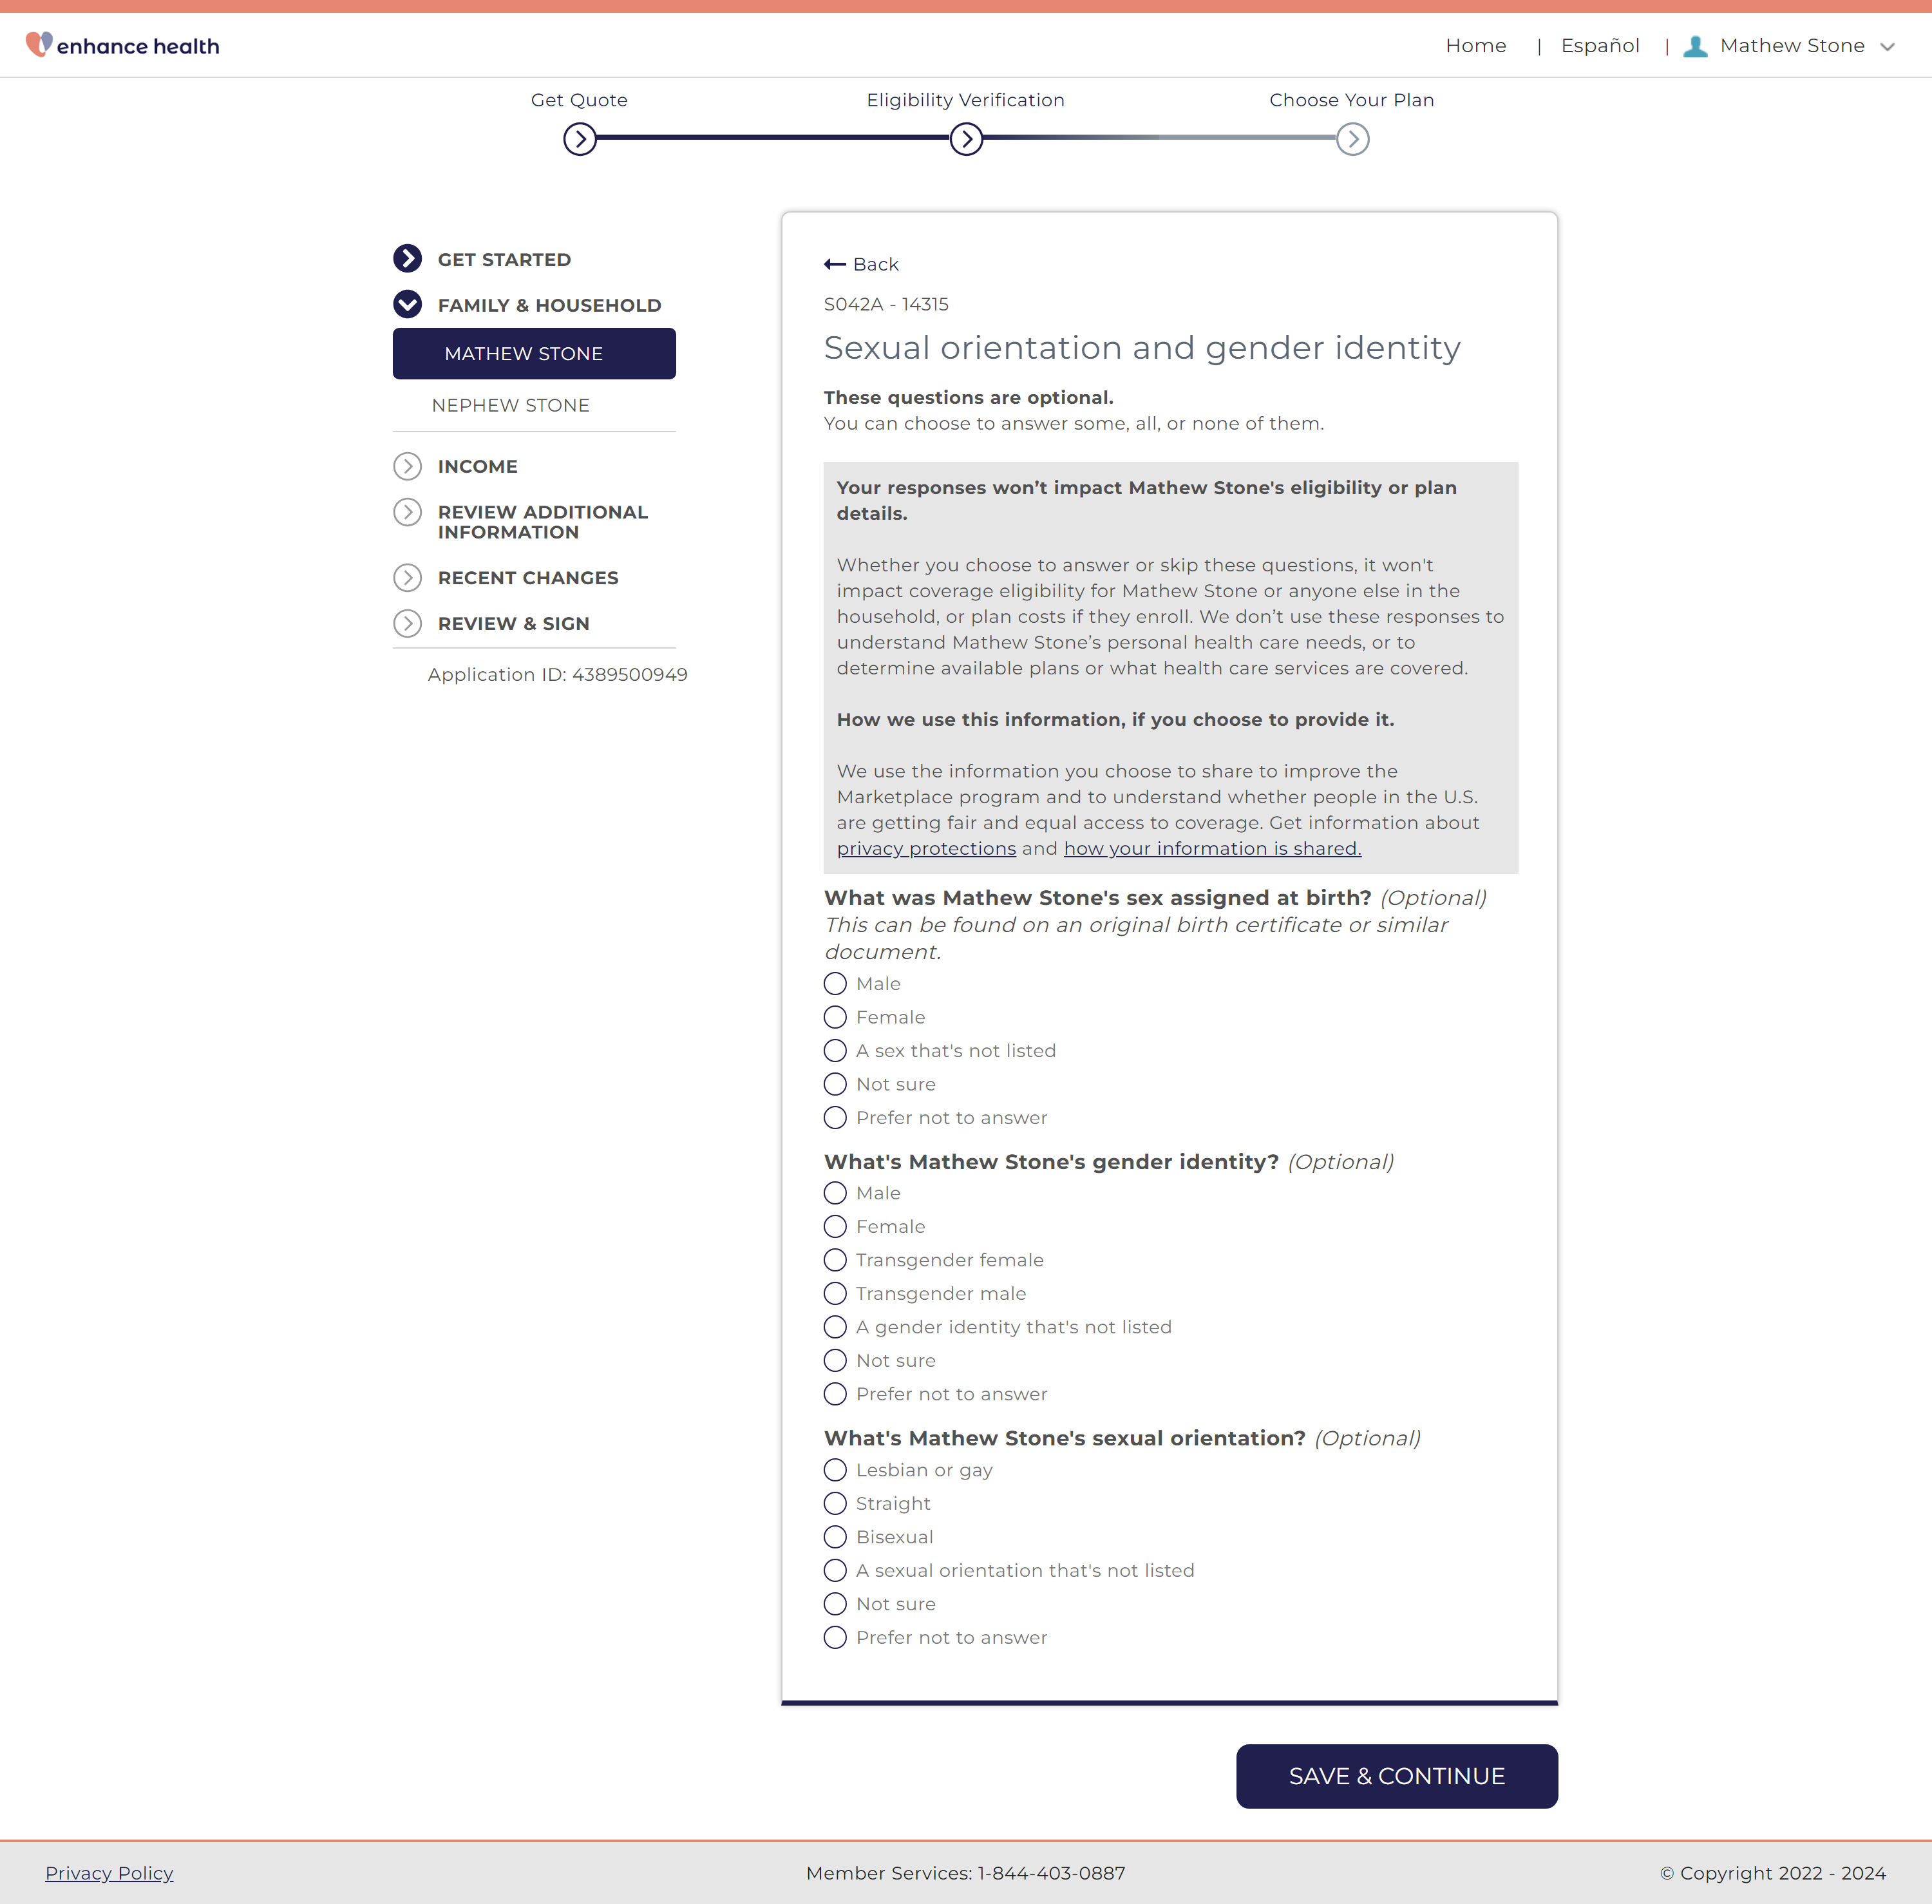 enhance health
Home | Español | Mathew Stone
Get Quote
Eligibility Verification
Choose Your Plan
GET STARTED
FAMILY & HOUSEHOLD
MATHEW STONE
NEPHEW STONE
INCOME
REVIEW ADDITIONAL
INFORMATION
RECENT CHANGES
REVIEW & SIGN
Application ID: 4389500949
Back
S042A - 14315
Sexual orientation and gender identity
These questions are optional.
You can choose to answer some, all, or none of them.
Your responses won’t impact Mathew Stone's eligibility or plan
details.
Whether you choose to answer or skip these questions, it won't
impact coverage eligibility for Mathew Stone or anyone else in the
household, or plan costs if they enroll. We don’t use these responses to
understand Mathew Stone’s personal health care needs, or to
determine available plans or what health care services are covered.
How we use this information, if you choose to provide it.
We use the information you choose to share to improve the
Marketplace program and to understand whether people in the U.S.
are getting fair and equal access to coverage. Get information about
privacy protections and how your information is shared.
What was Mathew Stone's sex assigned at birth? (Optional)
This can be found on an original birth certificate or similar
document.
Male
Female
A sex that's not listed
Not sure
Prefer not to answer
What's Mathew Stone's gender identity? (Optional)
Male
Female
Transgender female
Transgender male
A gender identity that's not listed
Not sure
Prefer not to answer
What's Mathew Stone's sexual orientation? (Optional)
Lesbian or gay
Straight
Bisexual
A sexual orientation that's not listed
Not sure
Prefer not to answer
SAVE & CONTINUE
Privacy Policy
Member Services: 1-844-403-0887
© Copyright 2022 - 2024